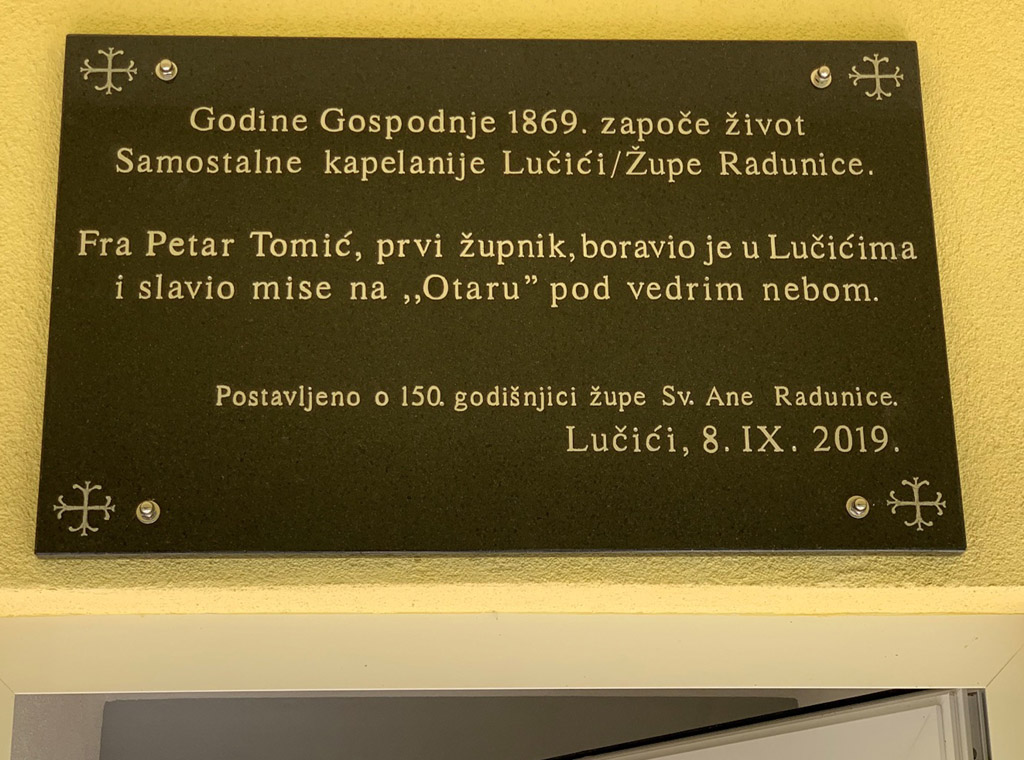 Godine Gospodnje 1869. započe život
Samostalne kapelanije Lučići/Župe Radunice.
Fra Petar Tomić, prvi župnik, boravio je u Lučićima
i slavio mise na ,,Otaru” pod vedrim nebom.
Postavljeno o 150. godišnjici župe Sv. Ane Radunice.
Lučići, 8. IX. 2019.